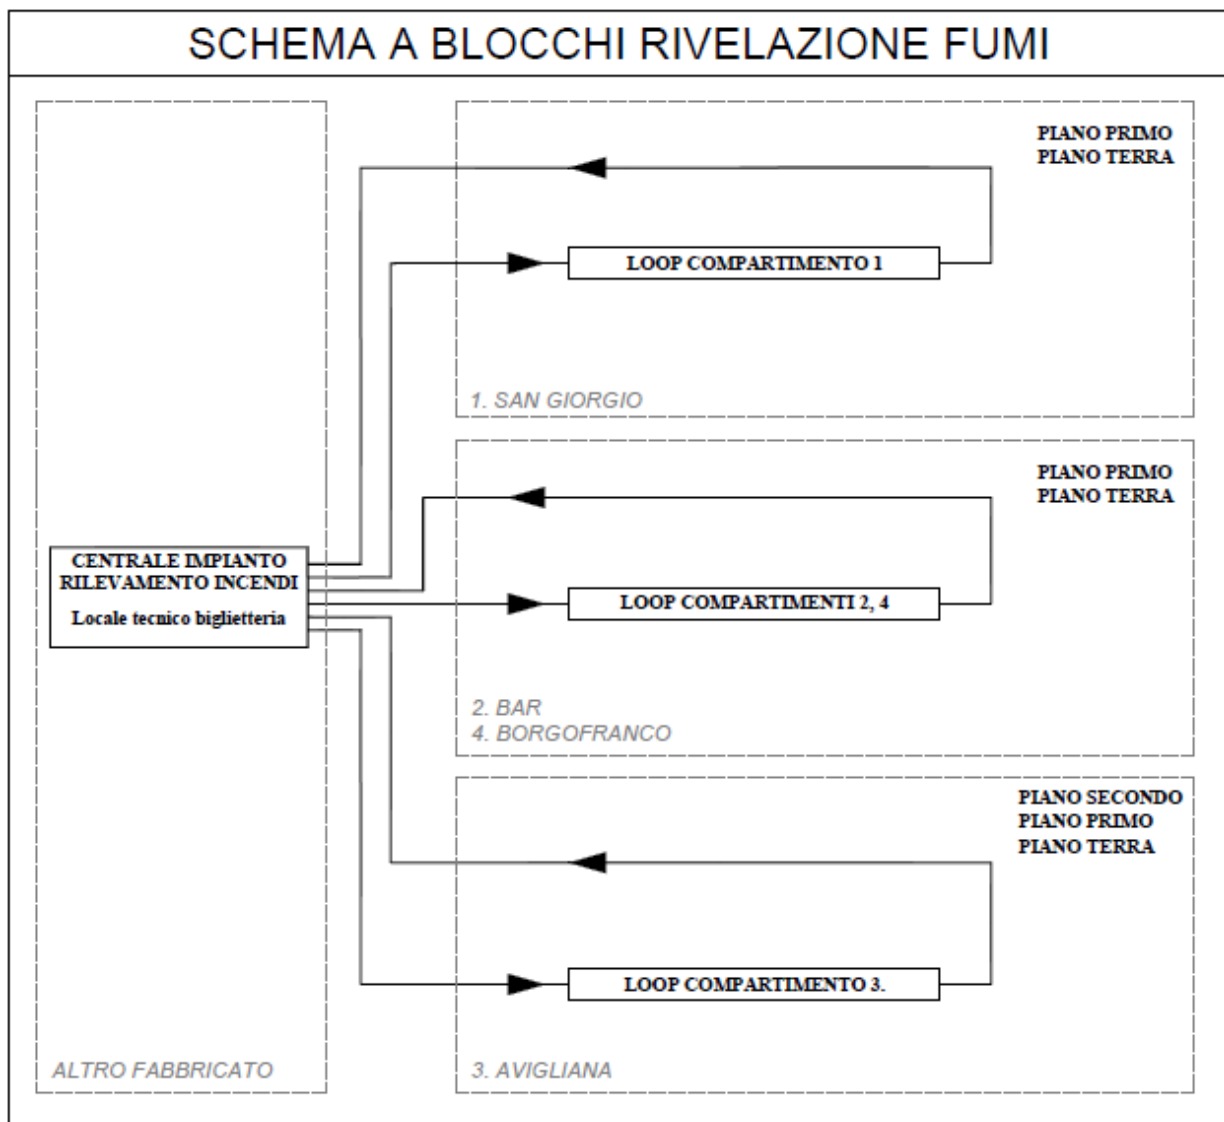 SCHEMA A BLOCCHI RIVELAZIONE FUMI
PIANO PRIMO
PIANO TERRA
LOOP COMPARTIMENTO 1
1. SAN GIORGIO
PIANO PRIMO
PIANO TERRA
CENTRALE IMPIANTO
RILEVAMENTO INCENDI
Locale tecnico biglietteria
LOOP COMPARTIMENTI 2, 4
2. BAR
4. BORGOFRANCO
PIANO SECONDO
PIANO PRIMO
PIANO TERRA
LOOP COMPARTIMENTO 3.
ALTRO FABBRICATO
3. AVIGLIANA